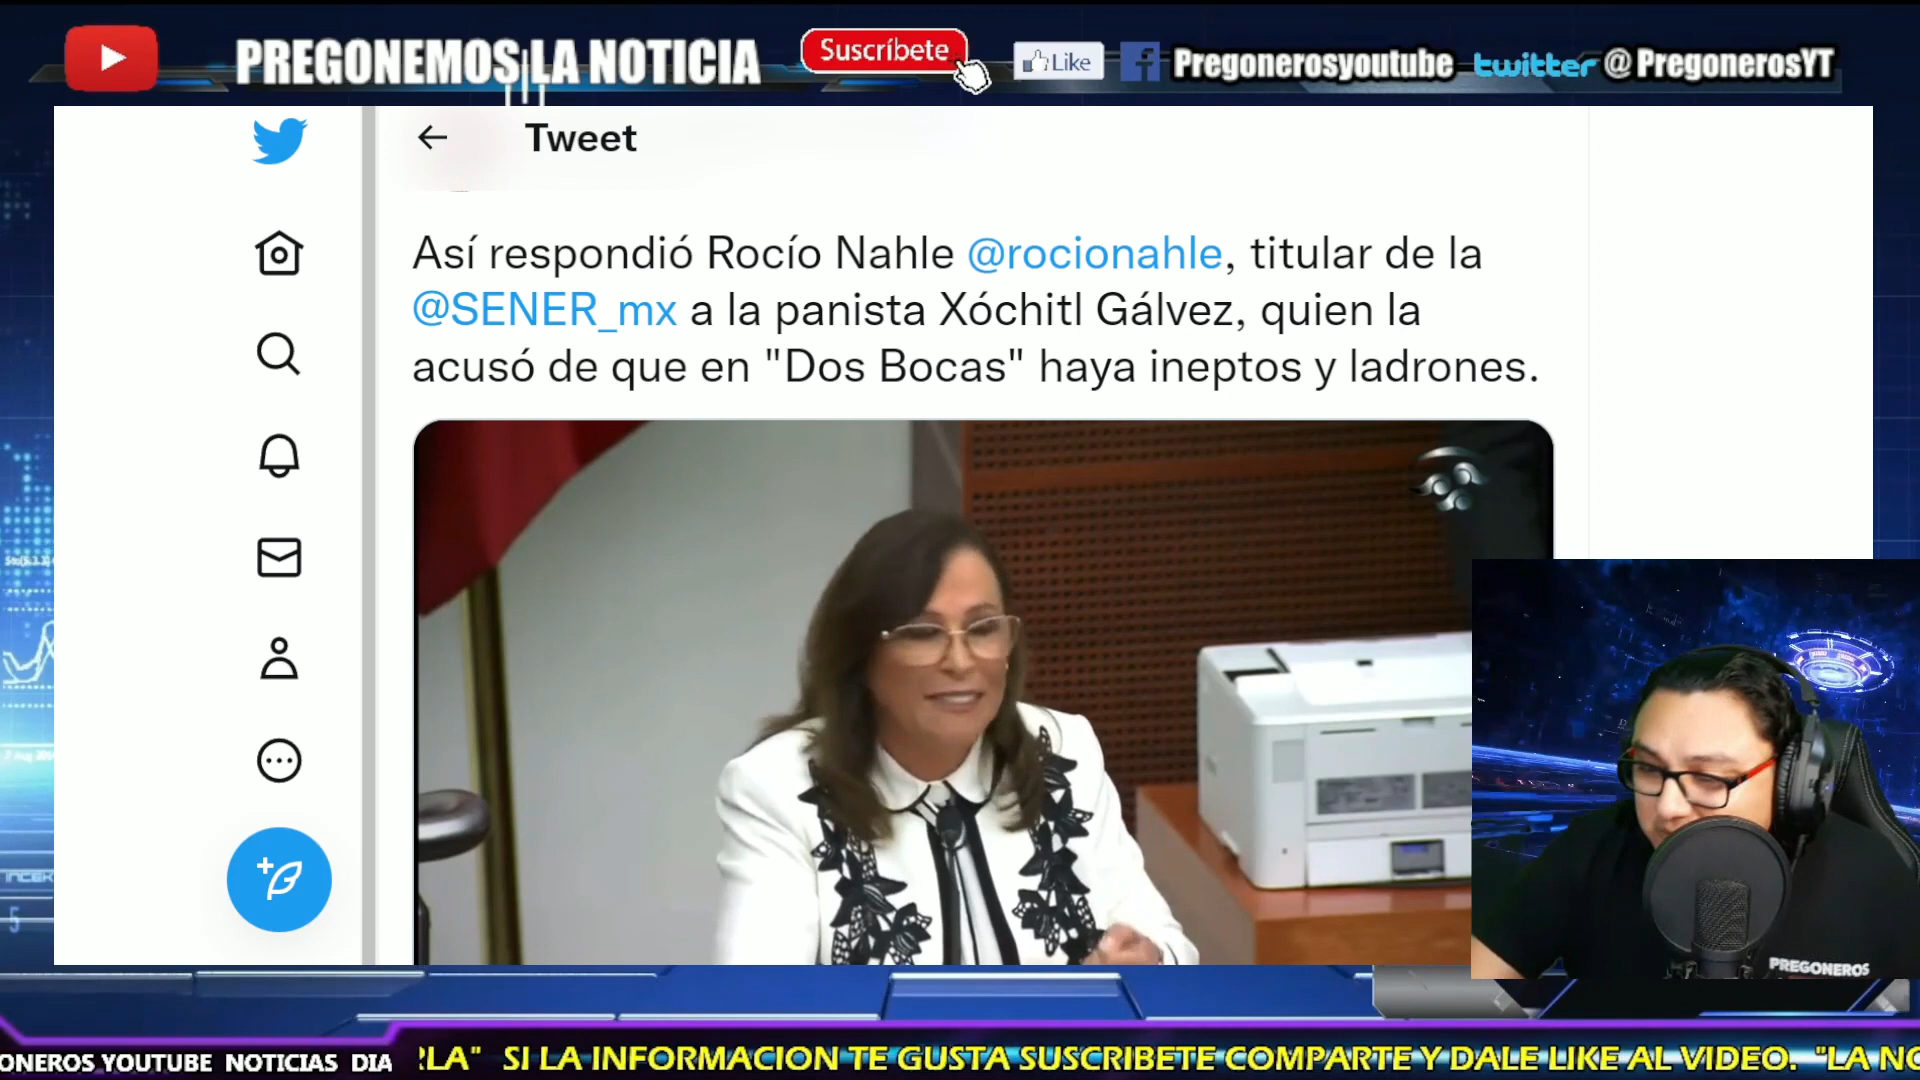 PREGONEMOS LA NOTICIA
Suscríbete
Like
Pregonerosyoutube
twitter @PregonerosYT
Tweet
Así respondió Rocío Nahle @rocionahle, titular de la
@SENER_mx a la panista Xóchitl Gálvez, quien la
acusó de que en "Dos Bocas" haya ineptos y ladrones.
PREGONEROS
ONEROS YOUTUBE NOTICIAS DIA
RLA" SI LA INFORMACION TE GUSTA SUSCRIBETE COMPARTE Y DALE LIKE AL VIDEO. "LA NO